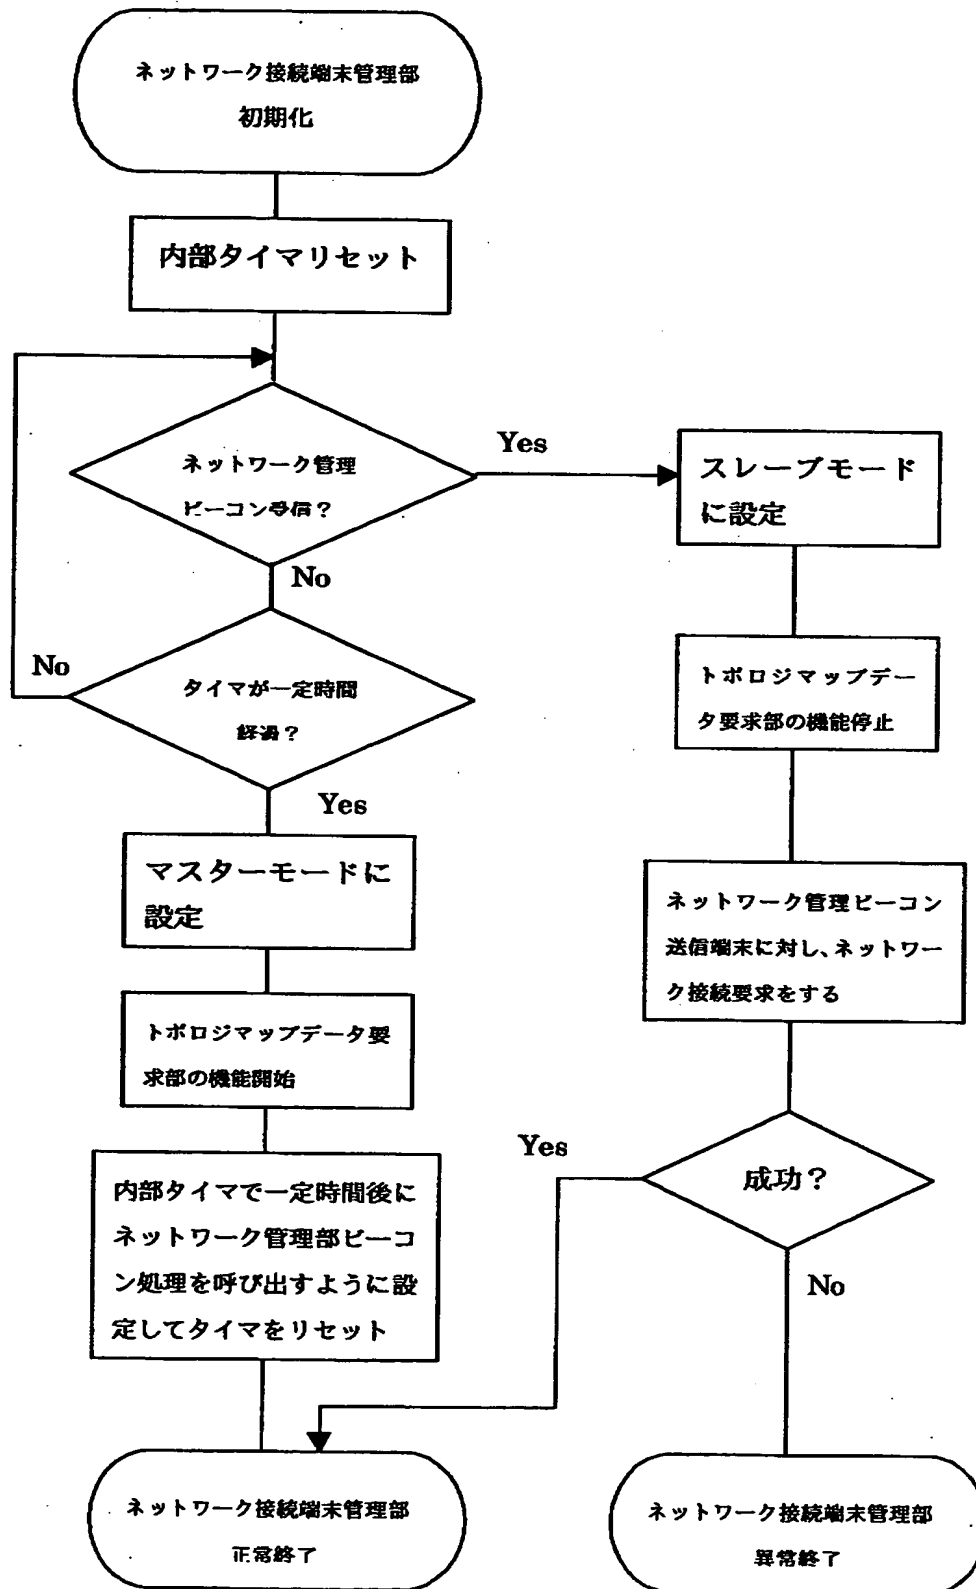 ネットワーク接続端末管理部
初期化
内部タイマリセット
ネットワーク管理
ビーコン受信？
Yes
スレーブモード
に設定
No
No
タイマが一定時間
経過？
トポロジマップデー
タ要求部の機能停止
Yes
マスターモードに
設定
ネットワーク管理ビーコン
送信端末に対し、ネットワー
ク接続要求をする
トポロジマップデータ要
求部の機能開始
Yes
成功？
内部タイマで一定時間後に
ネットワーク管理部ビーコ
ン処理を呼び出すように設
定してタイマをリセット
No
ネットワーク接続端末管理部
正常終了
ネットワーク接続端末管理部
異常終了